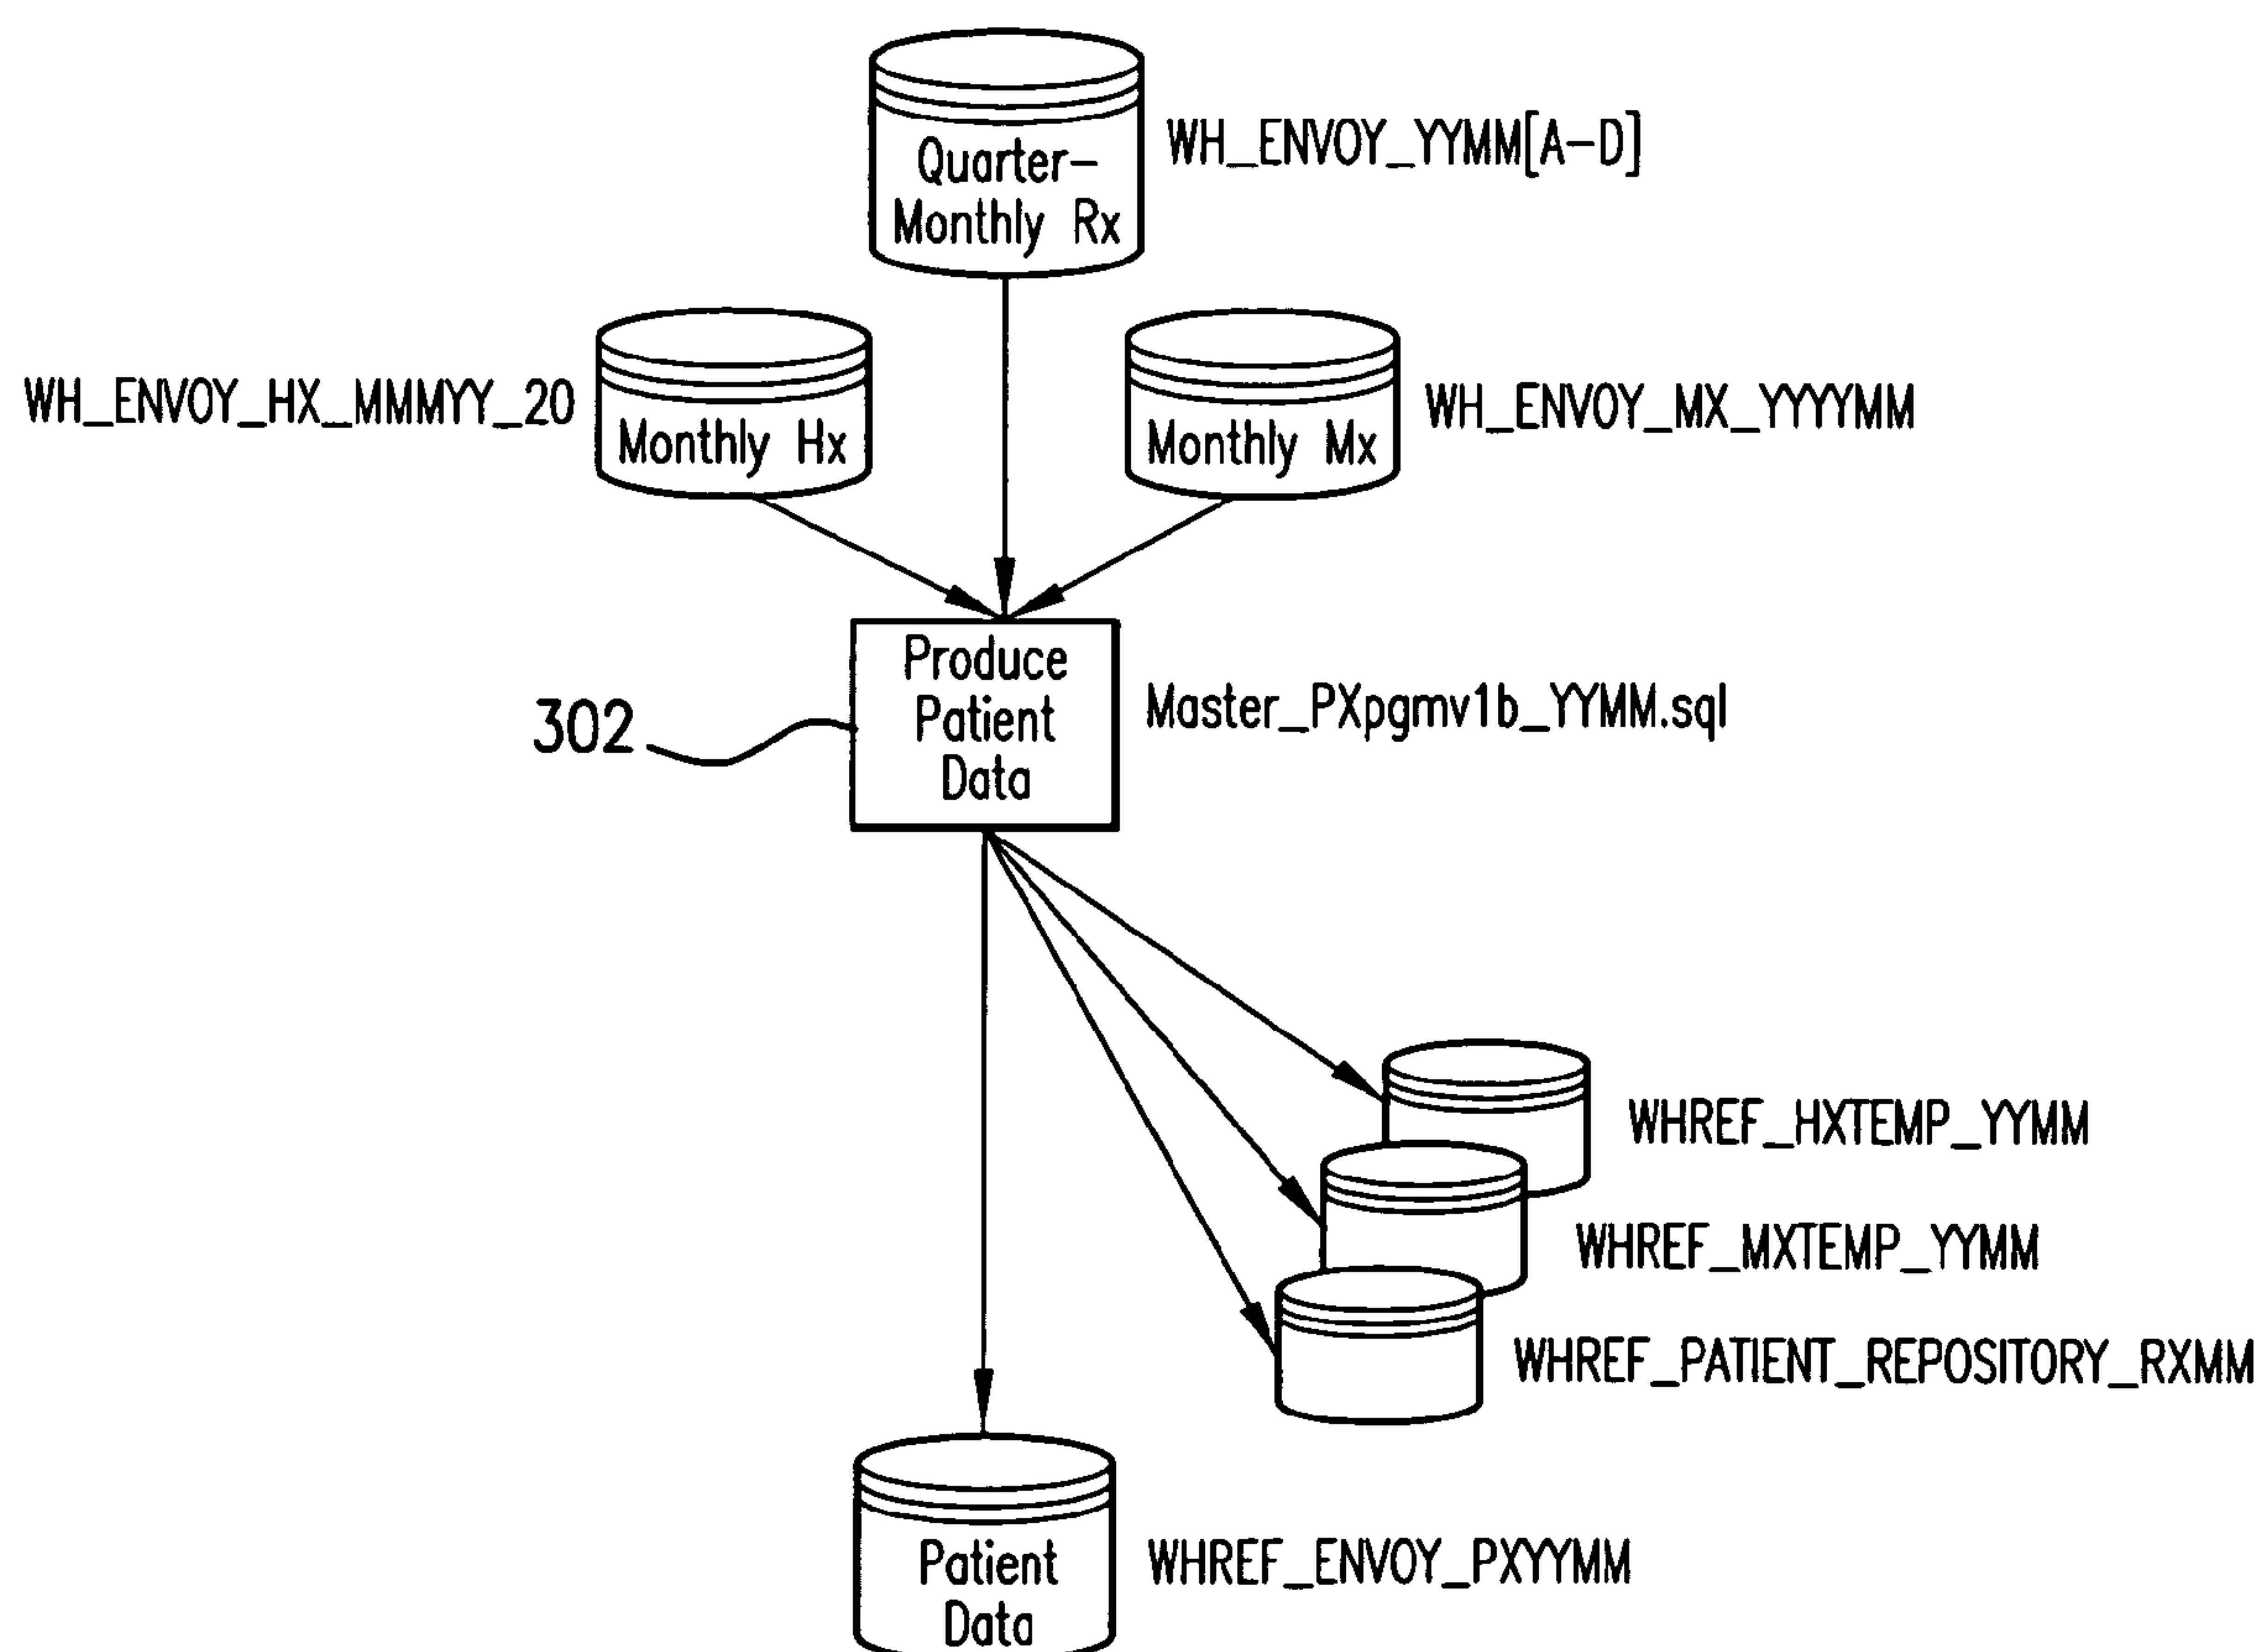 Quarter-
Monthly Rx
WH_ENVOY_YYMM[A-D]
WH_ENVOY_HX_MMMYY_20
Monthly Hx
Monthly Mx
WH_ENVOY_MX_YYYYMM
Produce
Patient
Data
302
Master_PXpgmv1b_YYMM.sql
WHREF_HXTEMP_YYMM
WHREF_MXTEMP_YYMM
WHREF_PATIENT_REPOSITORY_RXMM
Patient
Data
WHREF_ENVOY_PXYYMM